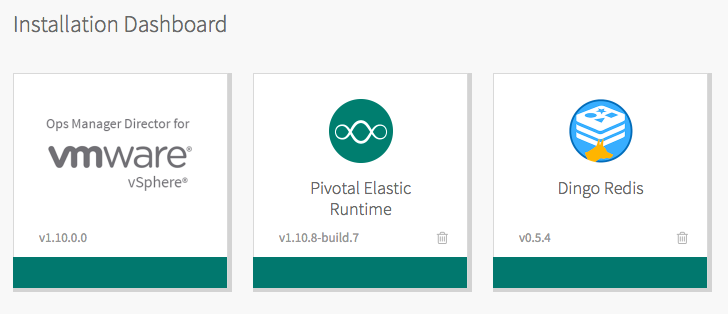 Installation Dashboard
Ops Manager Director for
vmware®
vSphere®
v1.10.0.0
Pivotal Elastic
Runtime
v1.10.8-build.7
Dingo Redis
v0.5.4